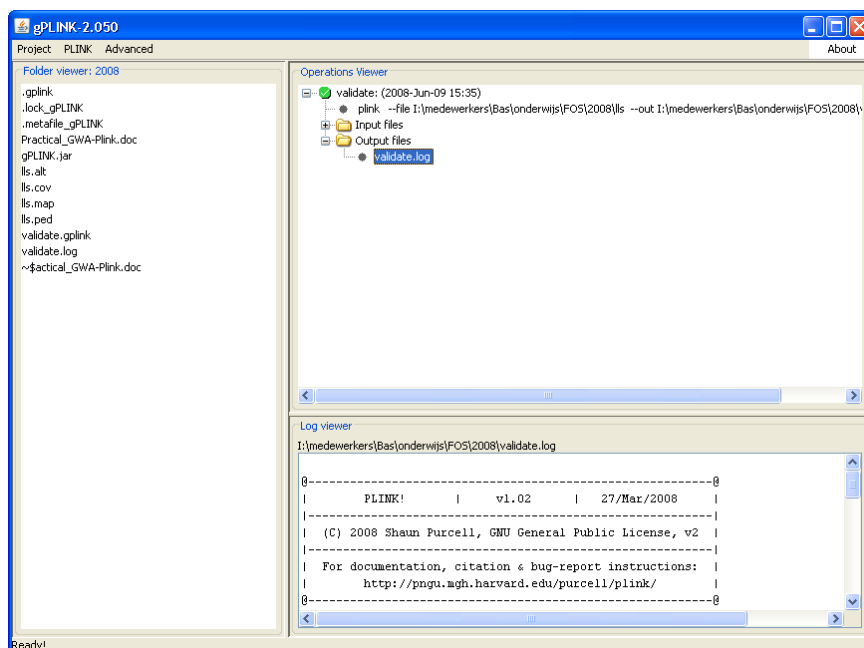 gPLINK-2.050
Project PLINK Advanced About
Folder viewer: 2008
.gplink
.lock_gPLINK
.metafile_gPLINK
Practical_GWA-Plink.doc
gPLINK.jar
lls.alt
lls.cov
lls.map
lls.ped
validate.gplink
validate.log
~$actical_GWA-Plink.doc
Operations Viewer
validate: (2008-Jun-09 15:35)
plink --file I:\medewerkers\Bas\onderwijs\FOS\2008\lls --out I:\medewerkers\Bas\onderwijs\FOS\2008\v
Input files
Output files
validate.log
Log viewer
I:\medewerkers\Bas\onderwijs\FOS\2008\validate.log
@----------------------------------------------------------@
| PLINK! | v1.02 | 27/Mar/2008 |
|----------------------------------------------------------|
| (C) 2008 Shaun Purcell, GNU General Public License, v2 |
|----------------------------------------------------------|
| For documentation, citation & bug-report instructions: |
| http://pngu.mgh.harvard.edu/purcell/plink/ |
@----------------------------------------------------------@
Ready!